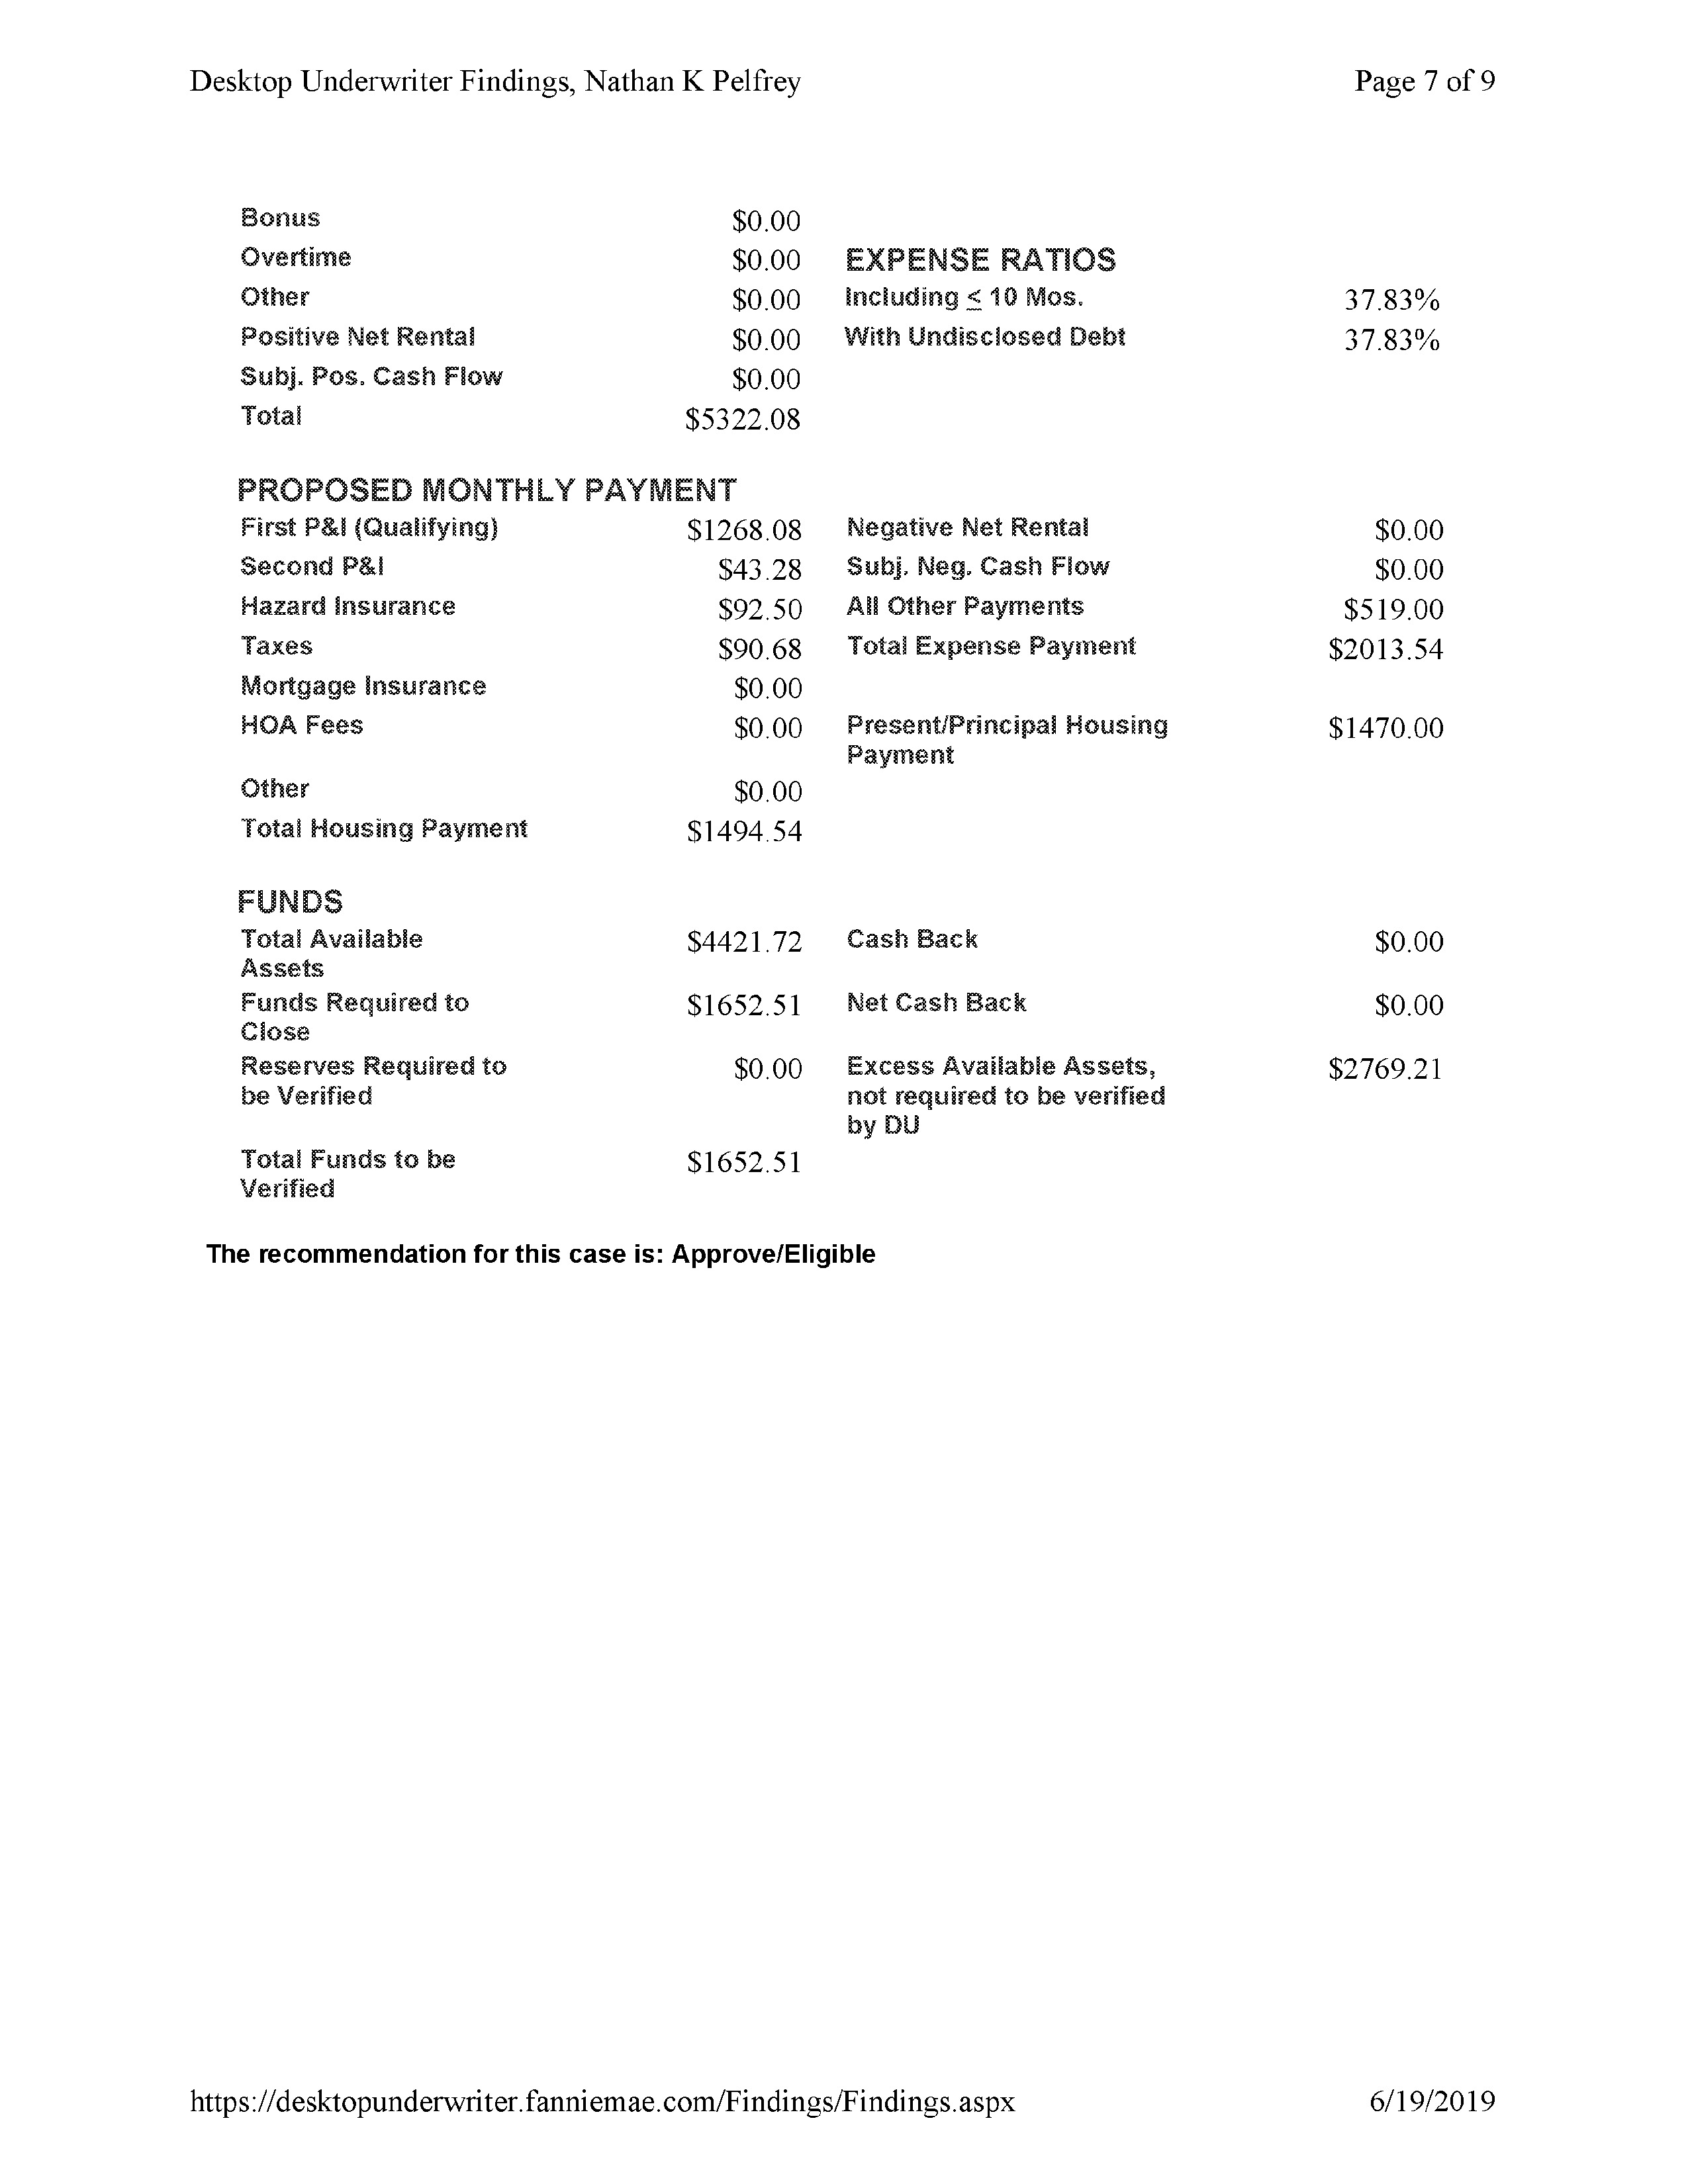 Desktop Underwriter Findings, Nathan K Pelfrey Page 7 of 9
Bonus $0.00
Overtime $0.00 EXPENSE RATIOS
Other $0.00 Including ≤ 10 Mos. 37.83%
Positive Net Rental $0.00 With Undisclosed Debt 37.83%
Subj. Pos. Cash Flow $0.00
Total $5322.08
PROPOSED MONTHLY PAYMENT
First P&I (Qualifying) $1268.08 Negative Net Rental $0.00
Second P&I $43.28 Subj. Neg. Cash Flow $0.00
Hazard Insurance $92.50 All Other Payments $519.00
Taxes $90.68 Total Expense Payment $2013.54
Mortgage Insurance $0.00
HOA Fees $0.00 Present/Principal Housing $1470.00
Payment
Other $0.00
Total Housing Payment $1494.54
FUNDS
Total Available $4421.72 Cash Back $0.00
Assets
Funds Required to $1652.51 Net Cash Back $0.00
Close
Reserves Required to $0.00 Excess Available Assets, $2769.21
be Verified not required to be verified
by DU
Total Funds to be $1652.51
Verified
The recommendation for this case is: Approve/Eligible
https://desktopunderwriter.fanniemae.com/Findings/Findings.aspx 6/19/2019